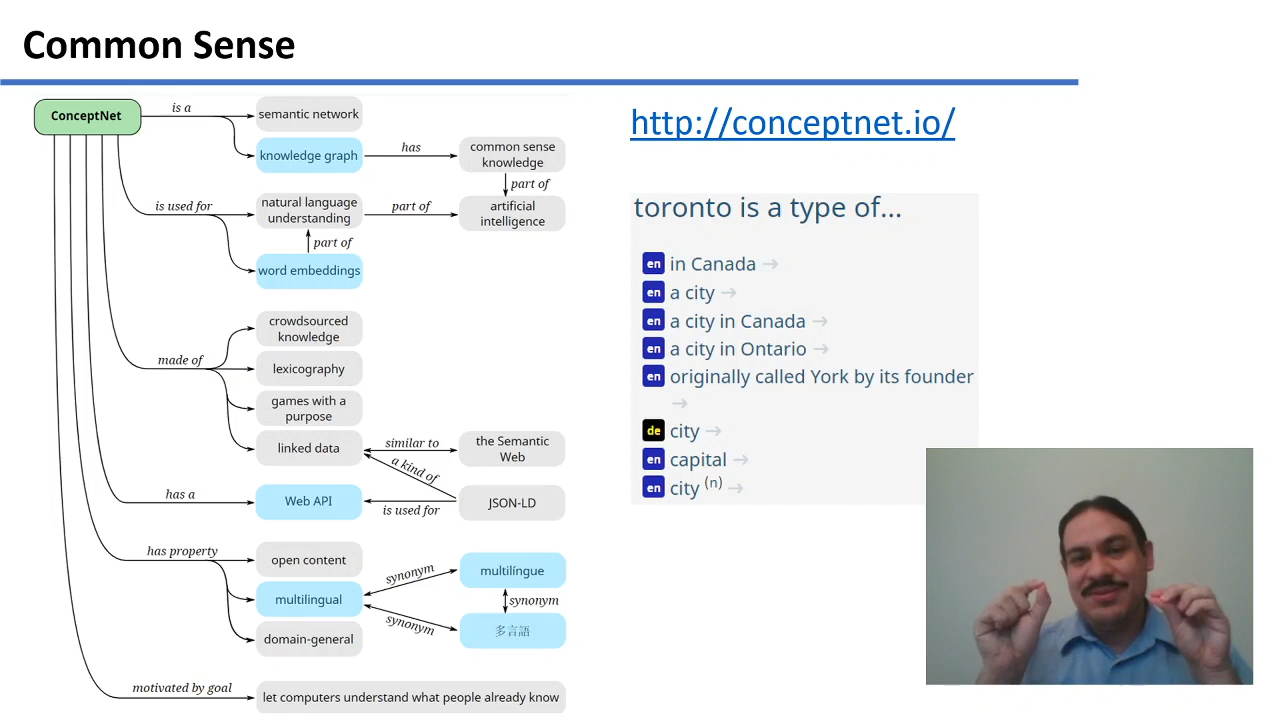 Common Sense
ConceptNet
is a
semantic network
knowledge graph
has
common sense
knowledge
part of
is used for
natural language
understanding
part of
artificial
intelligence
part of
word embeddings
made of
crowdsourced
knowledge
lexicography
games with a
purpose
linked data
similar to
the Semantic
Web
a kind of
has a
Web API
is used for
JSON-LD
has property
open content
multilingual
synonym
multilíngue
synonym
synonym
多言語
domain-general
motivated by goal
let computers understand what people already know
http://conceptnet.io/
toronto is a type of...
en in Canada →
en a city →
en a city in Canada →
en a city in Ontario →
en originally called York by its founder
→
de city →
en capital →
en city (n) →